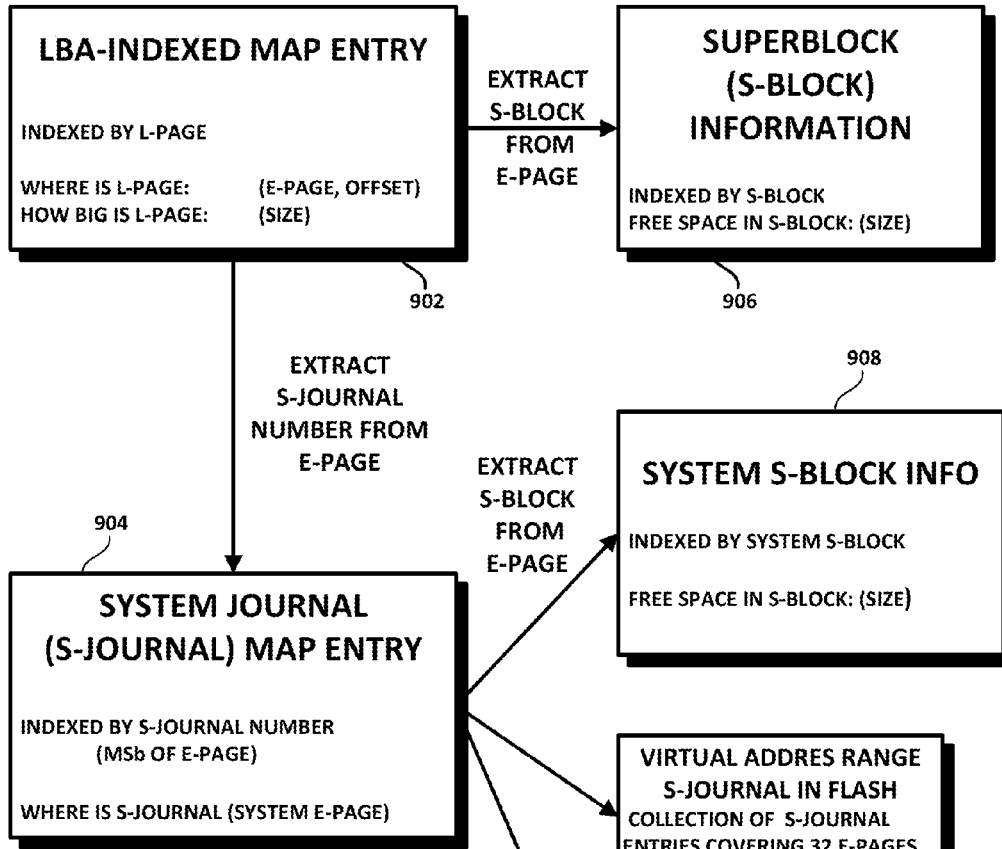 LBA-INDEXED MAP ENTRY
INDEXED BY L-PAGE
WHERE IS L-PAGE: (E-PAGE, OFFSET)
HOW BIG IS L-PAGE: (SIZE)
902
EXTRACT
S-BLOCK
FROM
E-PAGE
SUPERBLOCK
(S-BLOCK)
INFORMATION
INDEXED BY S-BLOCK
FREE SPACE IN S-BLOCK: (SIZE)
906
EXTRACT
S-JOURNAL
NUMBER FROM
E-PAGE
904
SYSTEM JOURNAL
(S-JOURNAL) MAP ENTRY
INDEXED BY S-JOURNAL NUMBER
(MSb OF E-PAGE)
WHERE IS S-JOURNAL (SYSTEM E-PAGE)
EXTRACT
S-BLOCK
FROM
E-PAGE
908
SYSTEM S-BLOCK INFO
INDEXED BY SYSTEM S-BLOCK
FREE SPACE IN S-BLOCK: (SIZE)
VIRTUAL ADDRES RANGE
S-JOURNAL IN FLASH
COLLECTION OF S-JOURNAL
ENTRIES COVERING 32 E-PAGES